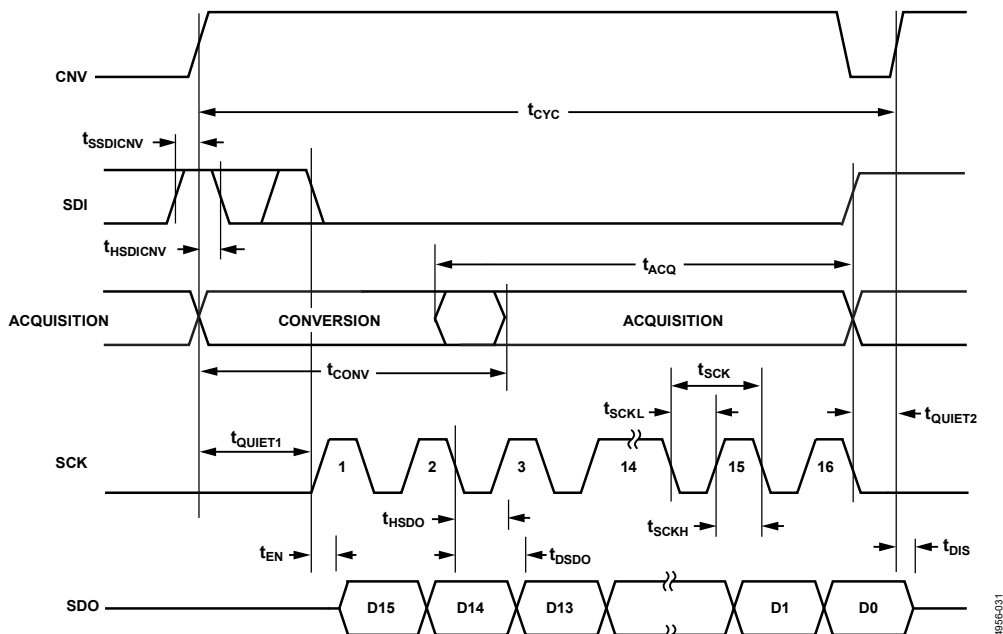 CNV
tCYC
tSSDICNV
SDI
tHSDICNV
tACQ
ACQUISITION
CONVERSION
ACQUISITION
tCONV
tSCK
tSCKL
tQUIET2
tQUIET1
SCK
1
2
3
14
15
16
tHSDO
tSCKH
tEN
tDSDO
tDIS
SDO
D15
D14
D13
D1
D0